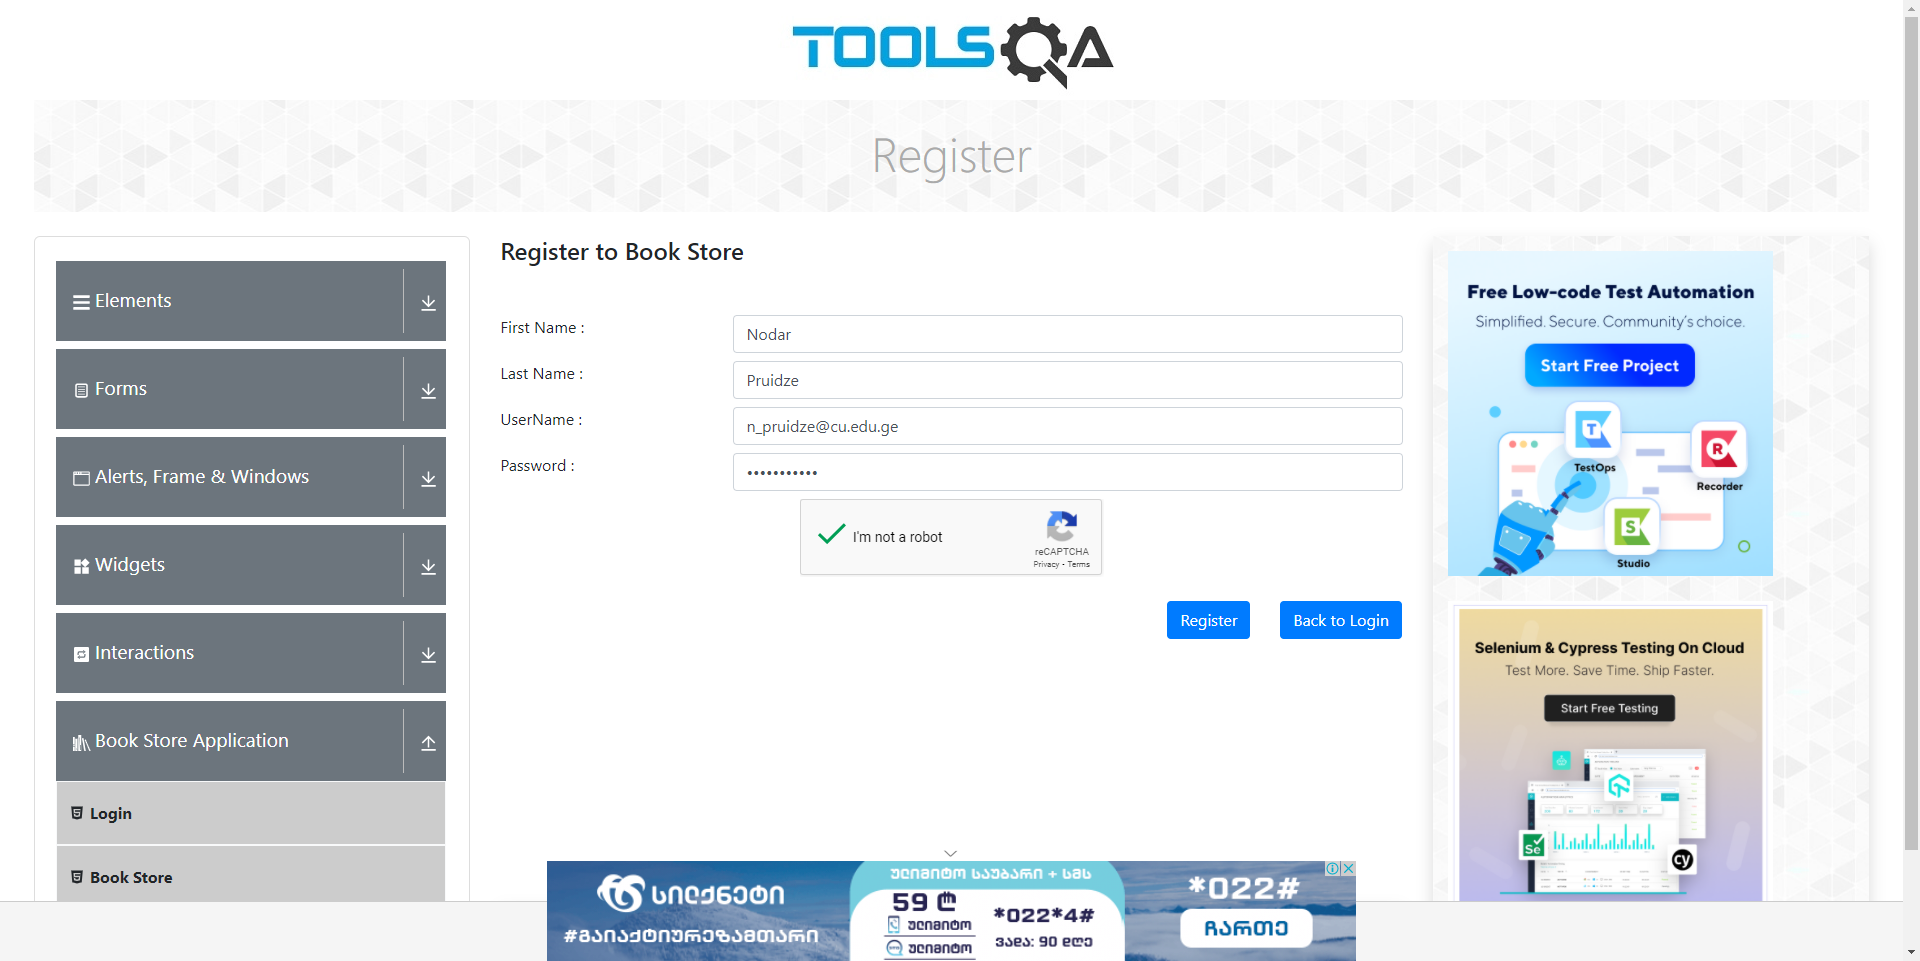 TOOLSQA
Register
Elements
Forms
Alerts, Frame & Windows
Widgets
Interactions
Book Store Application
Login
Book Store
Register to Book Store
First Name :
Nodar
Last Name :
Pruidze
UserName :
n_pruidze@cu.edu.ge
Password :
•••••••••••
I'm not a robot
reCAPTCHA
Privacy - Terms
Register
Back to Login
Free Low-code Test Automation
Simplified. Secure. Community's choice.
Start Free Project
T
TestOps
R
Recorder
S
Studio
Selenium & Cypress Testing On Cloud
Test More. Save Time. Ship Faster.
Start Free Testing
Se
cy
სილქნეტი
#გაიაქტიურეზამთარი
ულიმიტო საუბარი + სმს
59 ₾
ულიმიტო
ულიმიტო
*022*4#
ვადა: 90 დღე
*022#
ჩართე